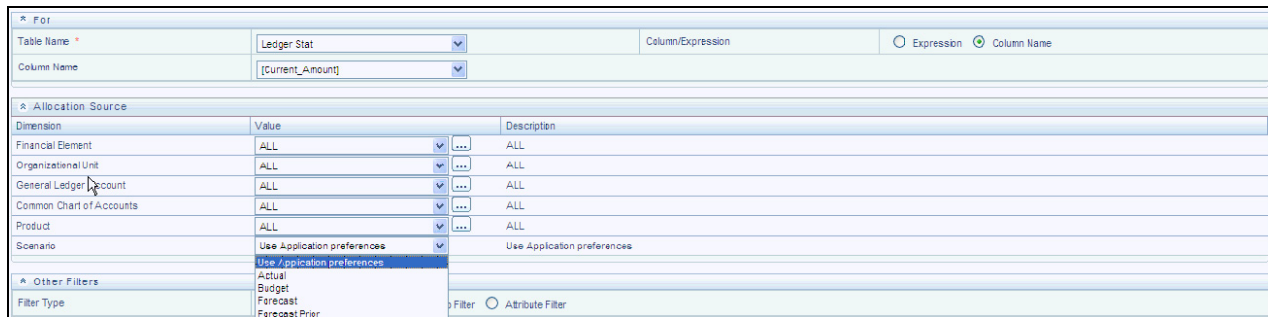 For
Table Name * Ledger Stat Column/Expression Expression Column Name
Column Name [Current_Amount]
Allocation Source
Dimension Value Description
Financial Element ALL ... ALL
Organizational Unit ALL ... ALL
General Ledger Account ALL ... ALL
Common Chart of Accounts ALL ... ALL
Product ALL ... ALL
Scenario Use Application preferences Use Application preferences
Use Application preferences
Actual
Other Filters Budget
Filter Type Forecast Filter Attribute Filter
Forecast Prior